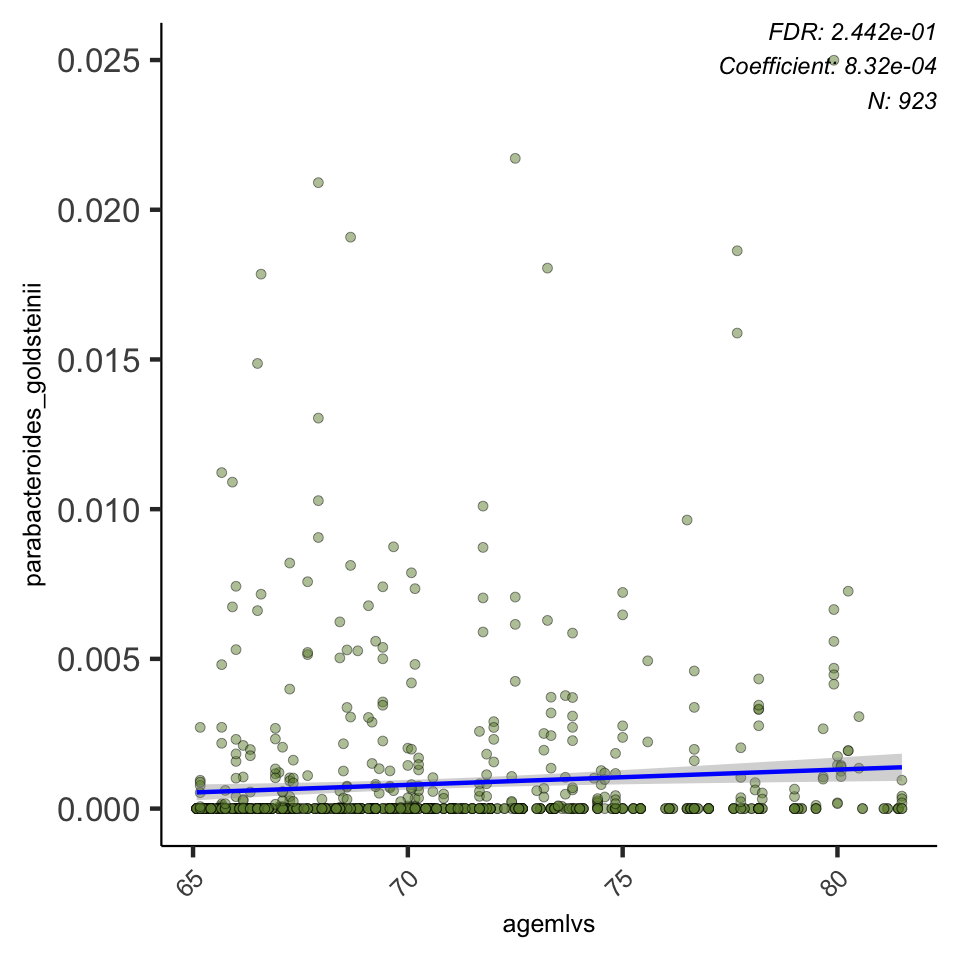 FDR: 2.442e-01
Coefficient: 8.32e-04
N: 923
0.025
0.020
0.015
0.010
0.005
0.000
parabacteroides_goldsteinii
65
70
75
80
agemlvs